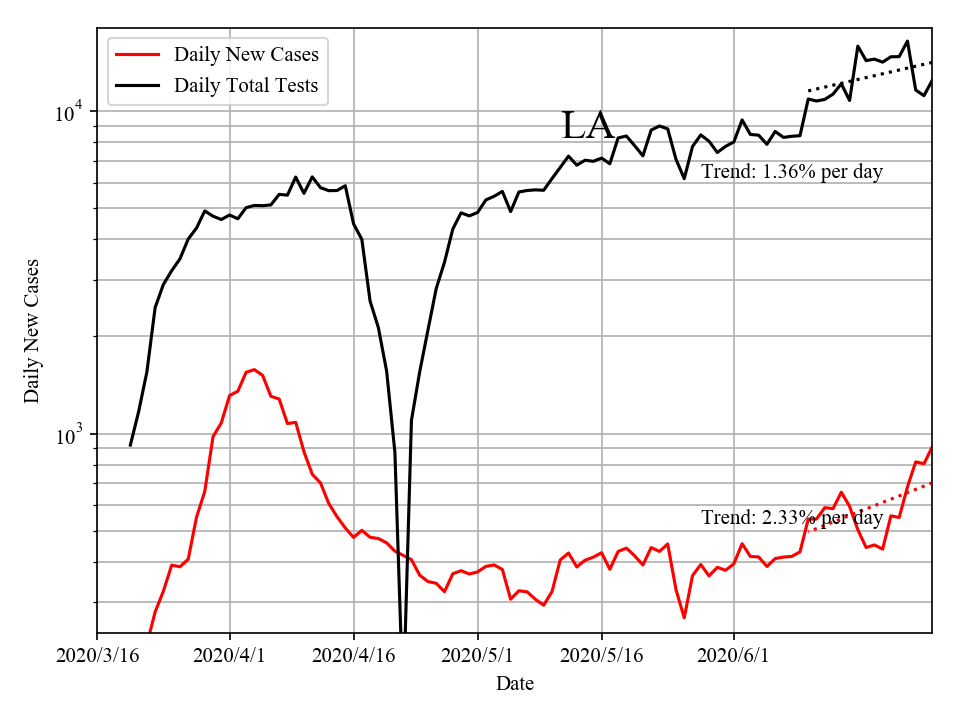 Daily New Cases
Daily Total Tests
10^4
LA
Trend: 1.36% per day
Daily New Cases
10^3
Trend: 2.33% per day
2020/3/16 2020/4/1 2020/4/16 2020/5/1 2020/5/16 2020/6/1
Date